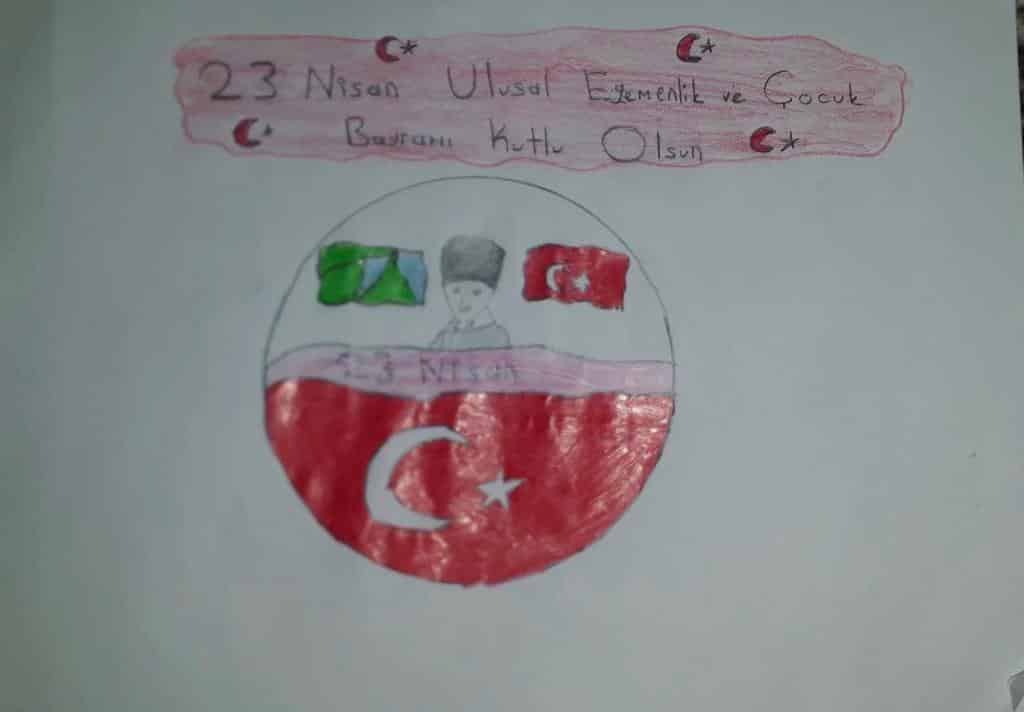 23 Nisan Ulusal Egemenlik ve Çocuk
Bayramı Kutlu Olsun
23 Nisan